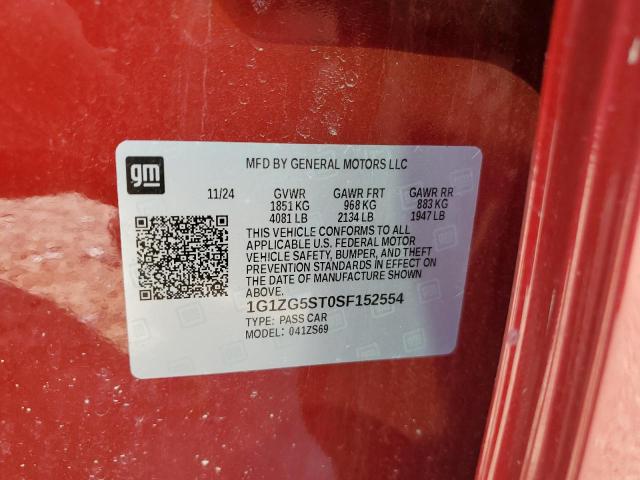 gm
MFD BY GENERAL MOTORS LLC
11/24 GVWR GAWR FRT GAWR RR
1851 KG 968 KG 883 KG
4081 LB 2134 LB 1947 LB
THIS VEHICLE CONFORMS TO ALL
APPLICABLE U.S. FEDERAL MOTOR
VEHICLE SAFETY, BUMPER, AND THEFT
PREVENTION STANDARDS IN EFFECT ON
THE DATE OF MANUFACTURE SHOWN
ABOVE.
1G1ZG5ST0SF152554
TYPE: PASS CAR
MODEL: 041ZS69